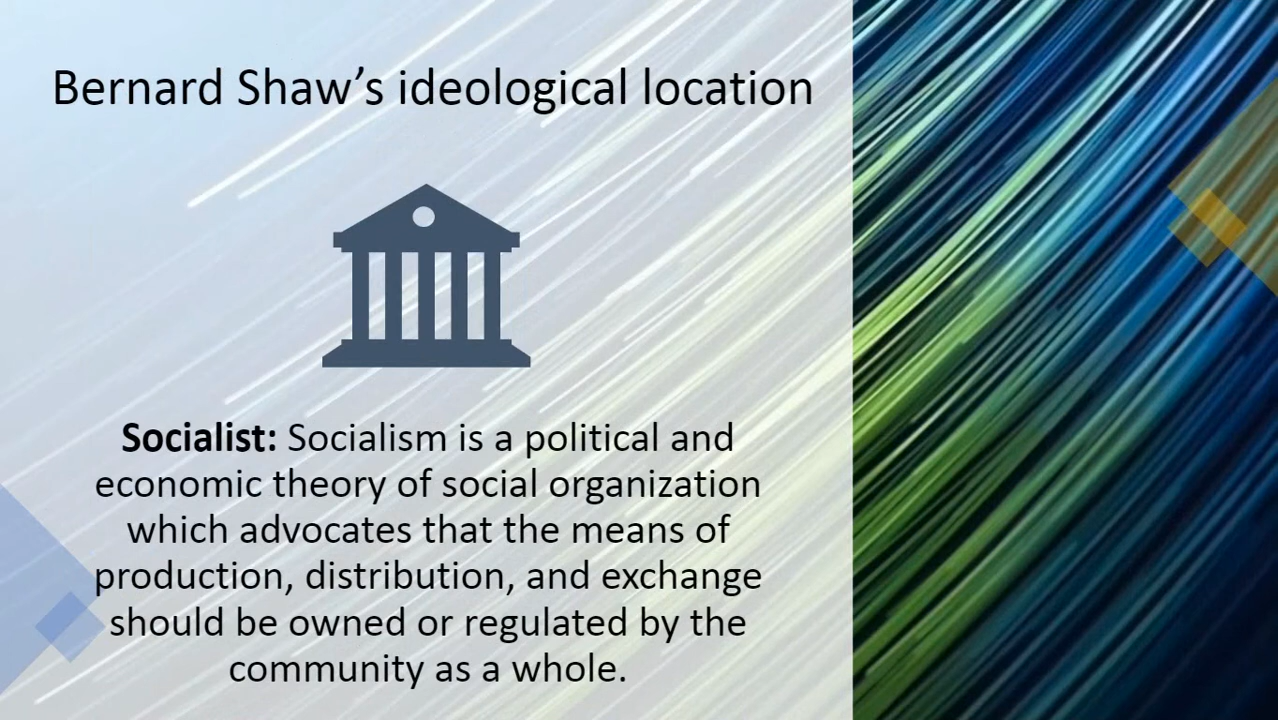 Bernard Shaw’s ideological location
Socialist: Socialism is a political and
economic theory of social organization
which advocates that the means of
production, distribution, and exchange
should be owned or regulated by the
community as a whole.